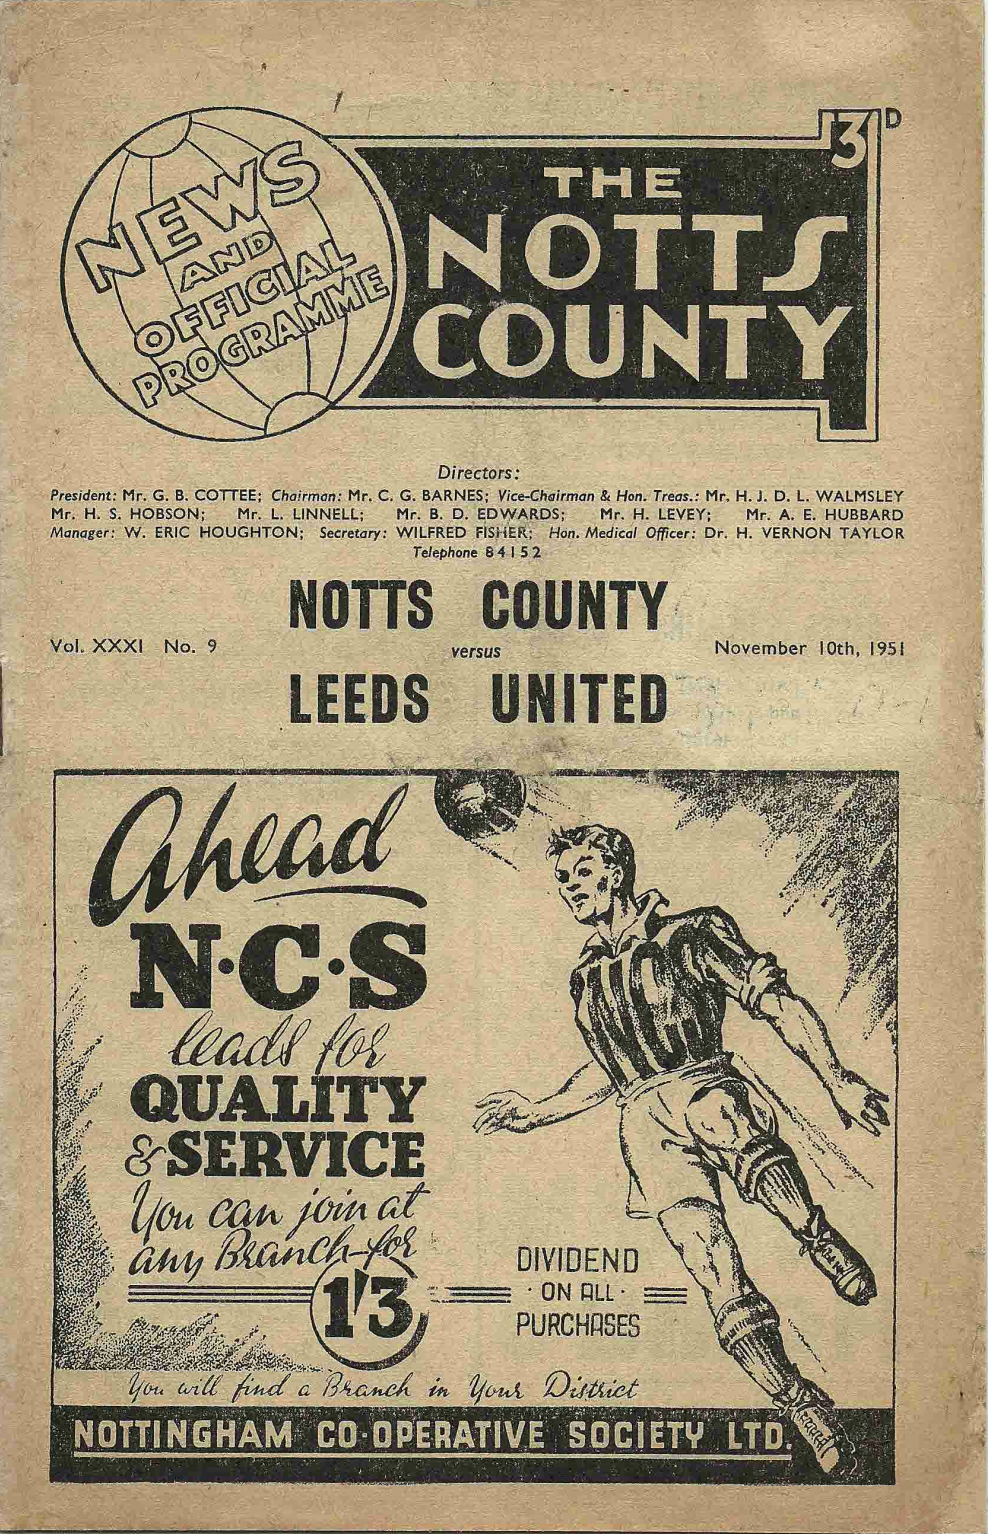 NEWS
AND
OFFICIAL
PROGRAMME
3D
THE
NOTTS
COUNTY
Directors:
President: Mr. G. B. COTTEE; Chairman: Mr. C. G. BARNES; Vice-Chairman & Hon. Treas.: Mr. H. J. D. L. WALMSLEY
Mr. H. S. HOBSON; Mr. L. LINNELL; Mr. B. D. EDWARDS; Mr. H. LEVEY; Mr. A. E. HUBBARD
Manager: W. ERIC HOUGHTON; Secretary: WILFRED FISHER; Hon. Medical Officer: Dr. H. VERNON TAYLOR
Telephone 84152
NOTTS COUNTY
Vol. XXXI No. 9 versus November 10th, 1951
LEEDS UNITED
Ahead
N·C·S
leads for
QUALITY
& SERVICE
You can join at
any Branch for
1'3
DIVIDEND
· ON ALL ·
PURCHASES
NCS
You will find a Branch in Your District
NOTTINGHAM CO-OPERATIVE SOCIETY LTD.